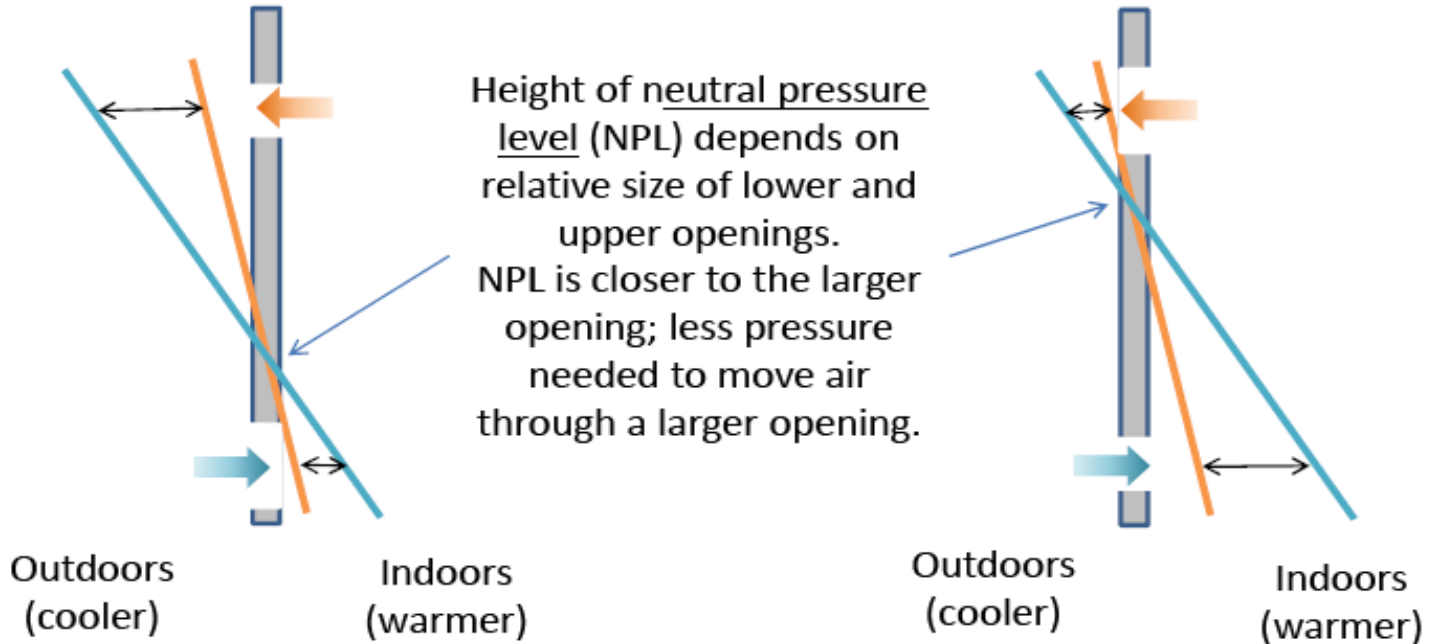 Height of neutral pressure
level (NPL) depends on
relative size of lower and
upper openings.
NPL is closer to the larger
opening; less pressure
needed to move air
through a larger opening.
Outdoors
(cooler)
Indoors
(warmer)
Outdoors
(cooler)
Indoors
(warmer)